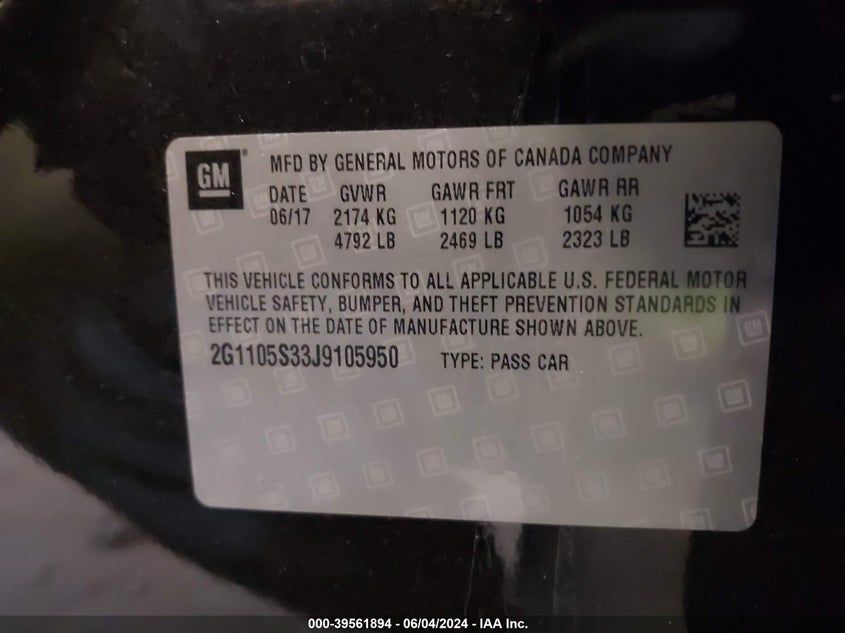 GM® MFD BY GENERAL MOTORS OF CANADA COMPANY
DATE GVWR GAWR FRT GAWR RR
06/17 2174 KG 1120 KG 1054 KG
4792 LB 2469 LB 2323 LB
THIS VEHICLE CONFORMS TO ALL APPLICABLE U.S. FEDERAL MOTOR
VEHICLE SAFETY, BUMPER, AND THEFT PREVENTION STANDARDS IN
EFFECT ON THE DATE OF MANUFACTURE SHOWN ABOVE.
2G1105S33J9105950 TYPE: PASS CAR
000-39561894 - 06/04/2024 - IAA Inc.